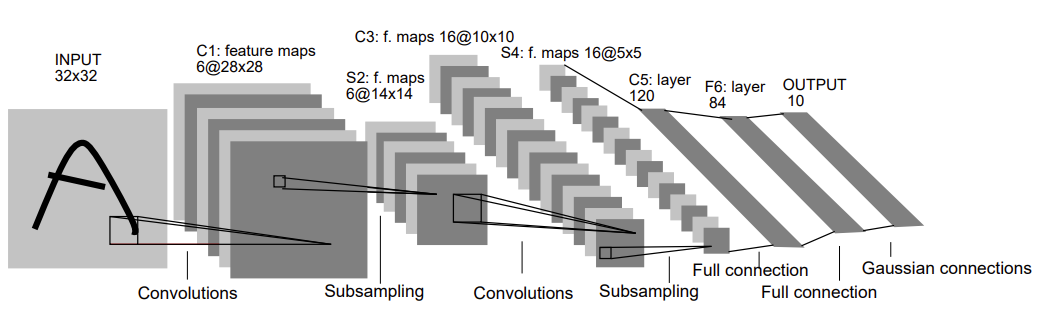 INPUT
32x32
C1: feature maps
6@28x28
C3: f. maps 16@10x10
S2: f. maps
6@14x14
S4: f. maps 16@5x5
C5: layer
120
F6: layer
84
OUTPUT
10
A
Convolutions
Subsampling
Convolutions
Subsampling
Full connection
Full connection
Gaussian connections